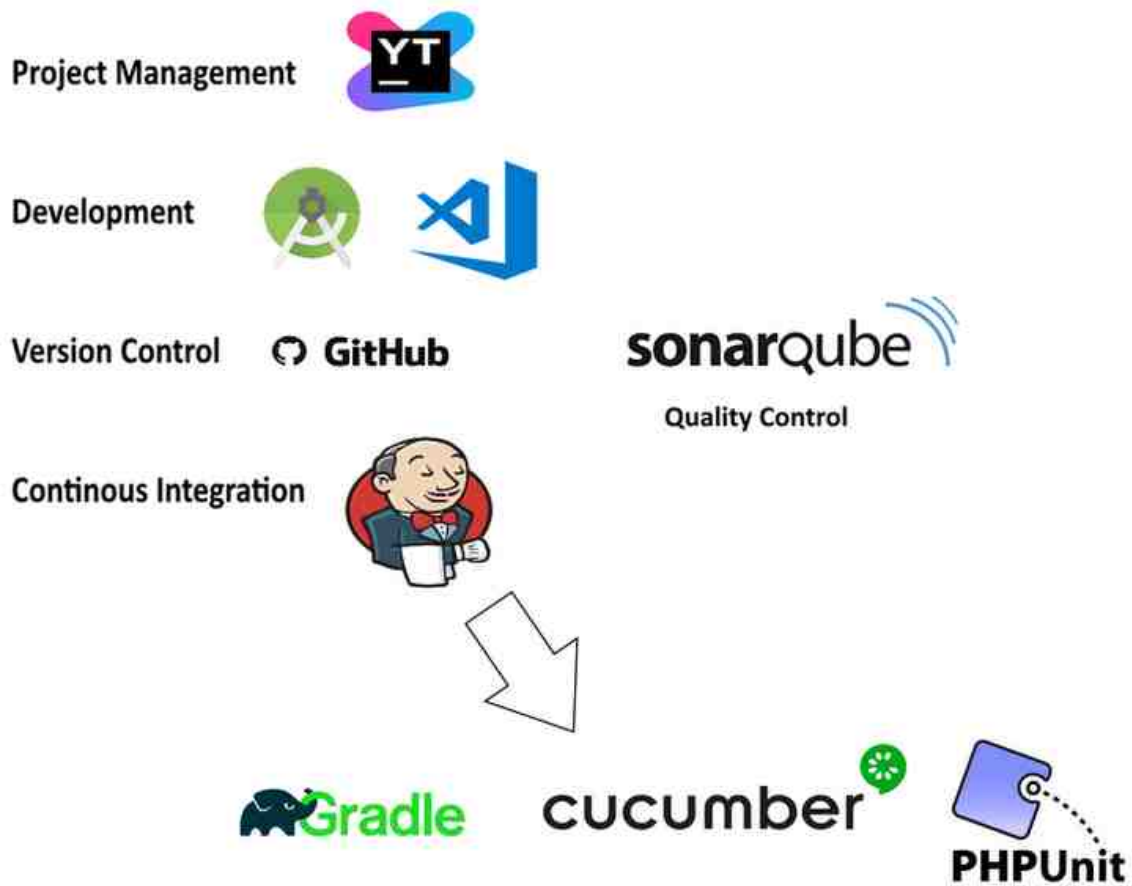 Project Management
YT
Development
Version Control
GitHub
sonarqube
Quality Control
Continous Integration
Gradle
cucumber
PHPUnit